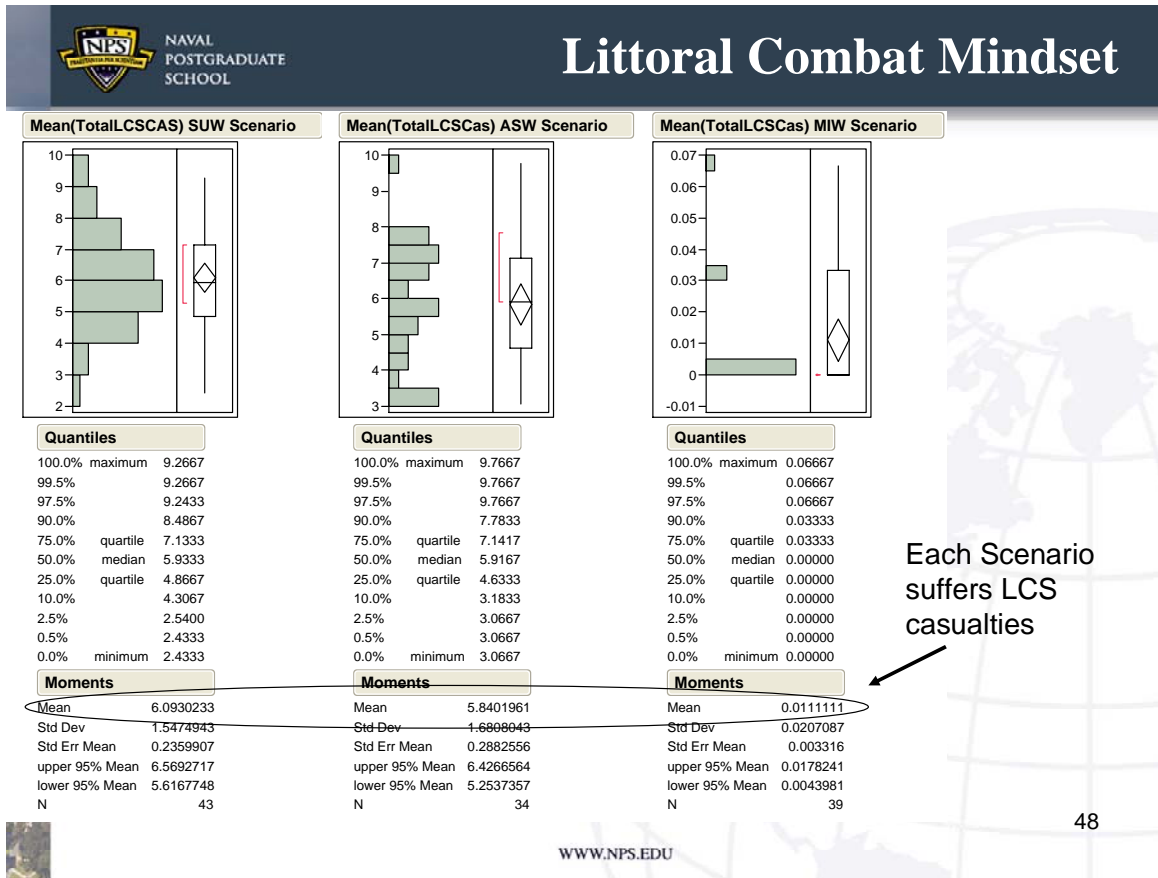 NPS
NAVAL
POSTGRADUATE
SCHOOL
Littoral Combat Mindset
Mean(TotalLCSCAS) SUW Scenario
10
9
8
7
6
5
4
3
2
Quantiles
100.0% maximum 9.2667
99.5% 9.2667
97.5% 9.2433
90.0% 8.4867
75.0% quartile 7.1333
50.0% median 5.9333
25.0% quartile 4.8667
10.0% 4.3067
2.5% 2.5400
0.5% 2.4333
0.0% minimum 2.4333
Moments
Mean 6.0930233
Std Dev 1.5474943
Std Err Mean 0.2359907
upper 95% Mean 6.5692717
lower 95% Mean 5.6167748
N 43
Mean(TotalLCSCas) ASW Scenario
10
9
8
7
6
5
4
3
Quantiles
100.0% maximum 9.7667
99.5% 9.7667
97.5% 9.7667
90.0% 7.7833
75.0% quartile 7.1417
50.0% median 5.9167
25.0% quartile 4.6333
10.0% 3.1833
2.5% 3.0667
0.5% 3.0667
0.0% minimum 3.0667
Moments
Mean 5.8401961
Std Dev 1.6808043
Std Err Mean 0.2882556
upper 95% Mean 6.4266564
lower 95% Mean 5.2537357
N 34
Mean(TotalLCSCas) MIW Scenario
0.07
0.06
0.05
0.04
0.03
0.02
0.01
0
-0.01
Quantiles
100.0% maximum 0.06667
99.5% 0.06667
97.5% 0.06667
90.0% 0.03333
75.0% quartile 0.03333
50.0% median 0.00000
25.0% quartile 0.00000
10.0% 0.00000
2.5% 0.00000
0.5% 0.00000
0.0% minimum 0.00000
Moments
Mean 0.0111111
Std Dev 0.0207087
Std Err Mean 0.003316
upper 95% Mean 0.0178241
lower 95% Mean 0.0043981
N 39
Each Scenario
suffers LCS
casualties
48
WWW.NPS.EDU